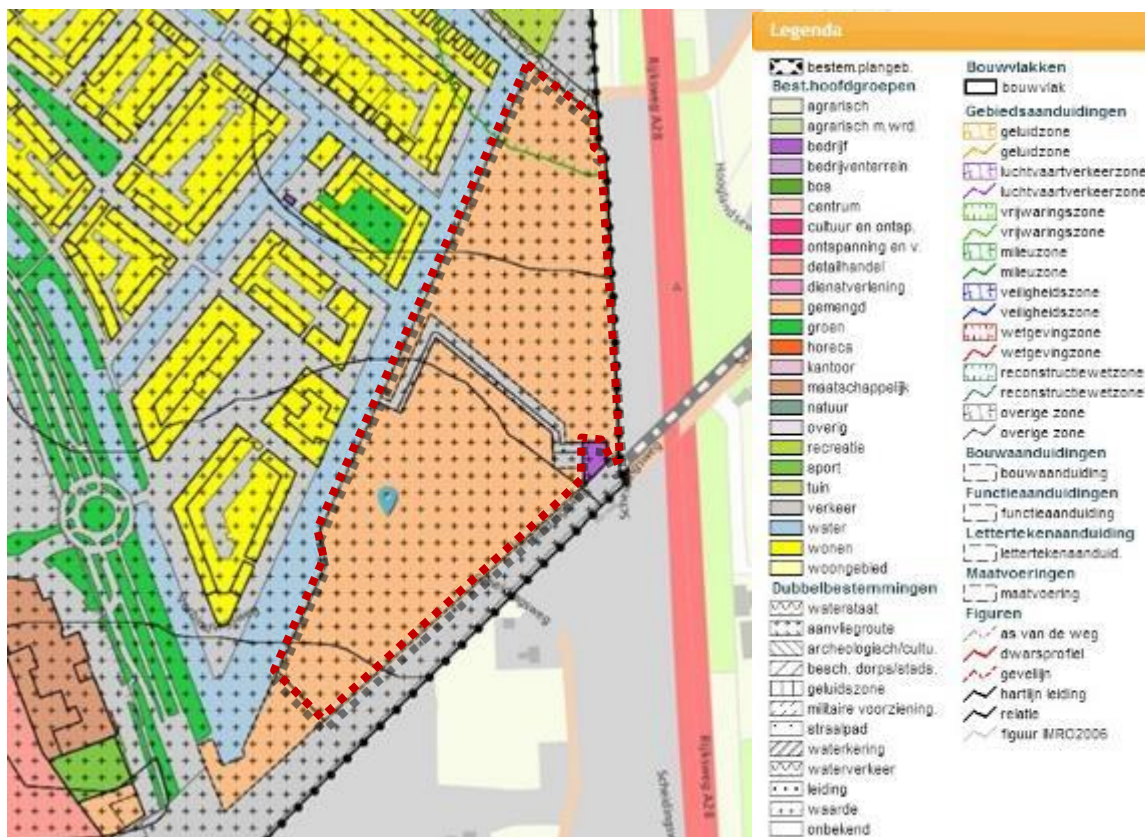 Rijksweg A28
Rijksweg A28
Legenda
bestem.plangeb.
Best.hoofdgroepen
agrarisch
agrarisch m.wrd.
bedrijf
bedrijventerrein
bos
centrum
cultuur en ontsp.
ontspanning en v.
detailhandel
dienstverlening
gemengd
groen
horeca
kantoor
maatschappelijk
natuur
overig
recreatie
sport
tuin
verkeer
water
wonen
woongebied
Dubbelbestemmingen
waterstaat
aanvliegroute
archeologisch/cultu.
besch. dorps/stads.
geluidszone
militaire voorziening.
straalpad
waterkering
waterverkeer
leiding
waarde
onbekend
Bouwvlakken
bouwvlak
Gebiedsaanduidingen
geluidzone
geluidzone
luchtvaartverkeerzone
luchtvaartverkeerzone
vrijwaringszone
vrijwaringszone
milieuzone
milieuzone
veiligheidszone
veiligheidszone
wetgevingzone
wetgevingzone
reconstructiewetzone
reconstructiewetzone
overige zone
overige zone
Bouwaanduidingen
bouwaanduiding
Functieaanduidingen
functieaanduiding
Lettertekenaanduiding
lettertekenaanduid.
Maatvoeringen
maatvoering
Figuren
as van de weg
dwarsprofiel
gevellijn
hartlijn leiding
relatie
figuur IMRO2006